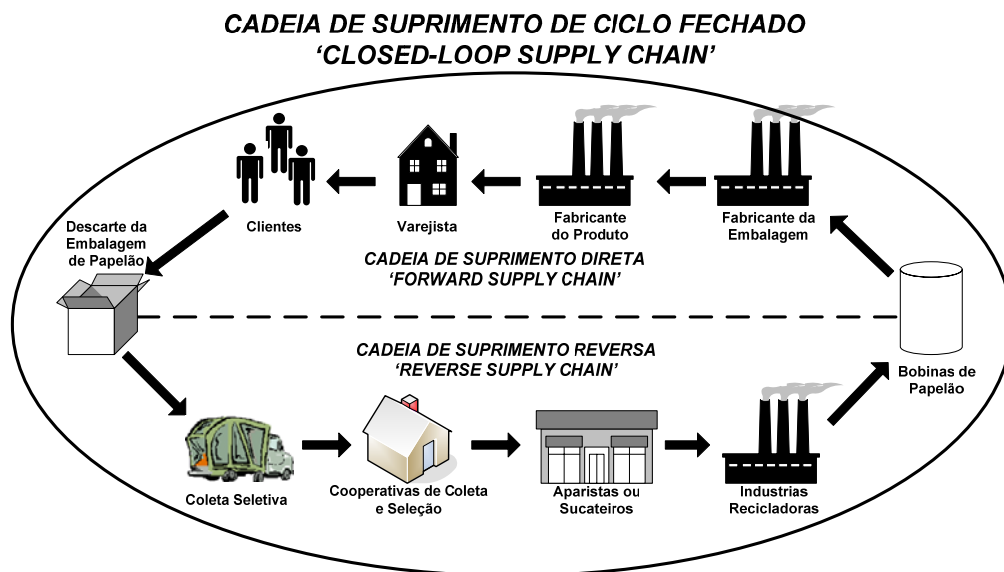 CADEIA DE SUPRIMENTO DE CICLO FECHADO
‘CLOSED-LOOP SUPPLY CHAIN’
Clientes
Varejista
Fabricante
do Produto
Fabricante da
Embalagem
Descarte da
Embalagem
de Papelão
CADEIA DE SUPRIMENTO DIRETA
‘FORWARD SUPPLY CHAIN’
CADEIA DE SUPRIMENTO REVERSA
‘REVERSE SUPPLY CHAIN’
Bobinas de
Papelão
Coleta Seletiva
Cooperativas de Coleta
e Seleção
Aparistas ou
Sucateiros
Industrias
Recicladoras